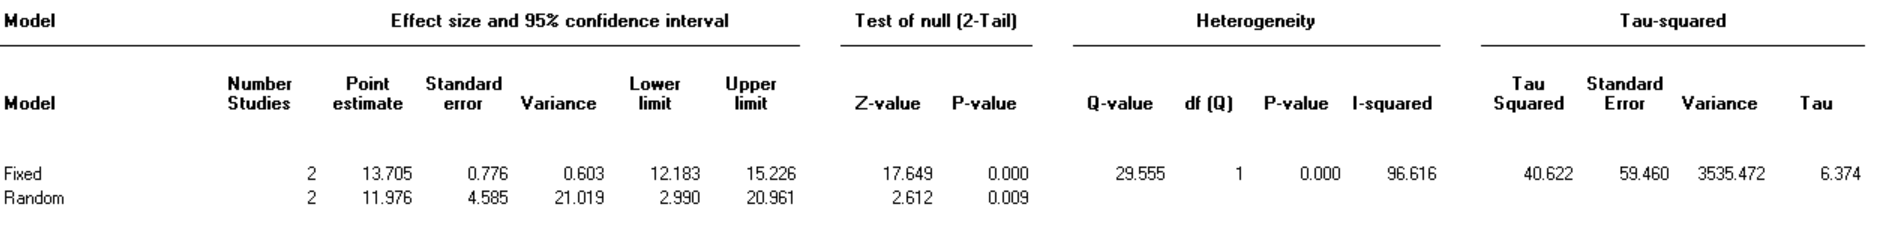 Model Effect size and 95% confidence interval Test of null (2-Tail) Heterogeneity Tau-squared
Number Point Standard Lower Upper Tau Standard
Model Studies estimate error Variance limit limit Z-value P-value Q-value df (Q) P-value I-squared Squared Error Variance Tau
Fixed 2 13.705 0.776 0.603 12.183 15.226 17.649 0.000 29.555 1 0.000 96.616 40.622 59.460 3535.472 6.374
Random 2 11.976 4.585 21.019 2.990 20.961 2.612 0.009